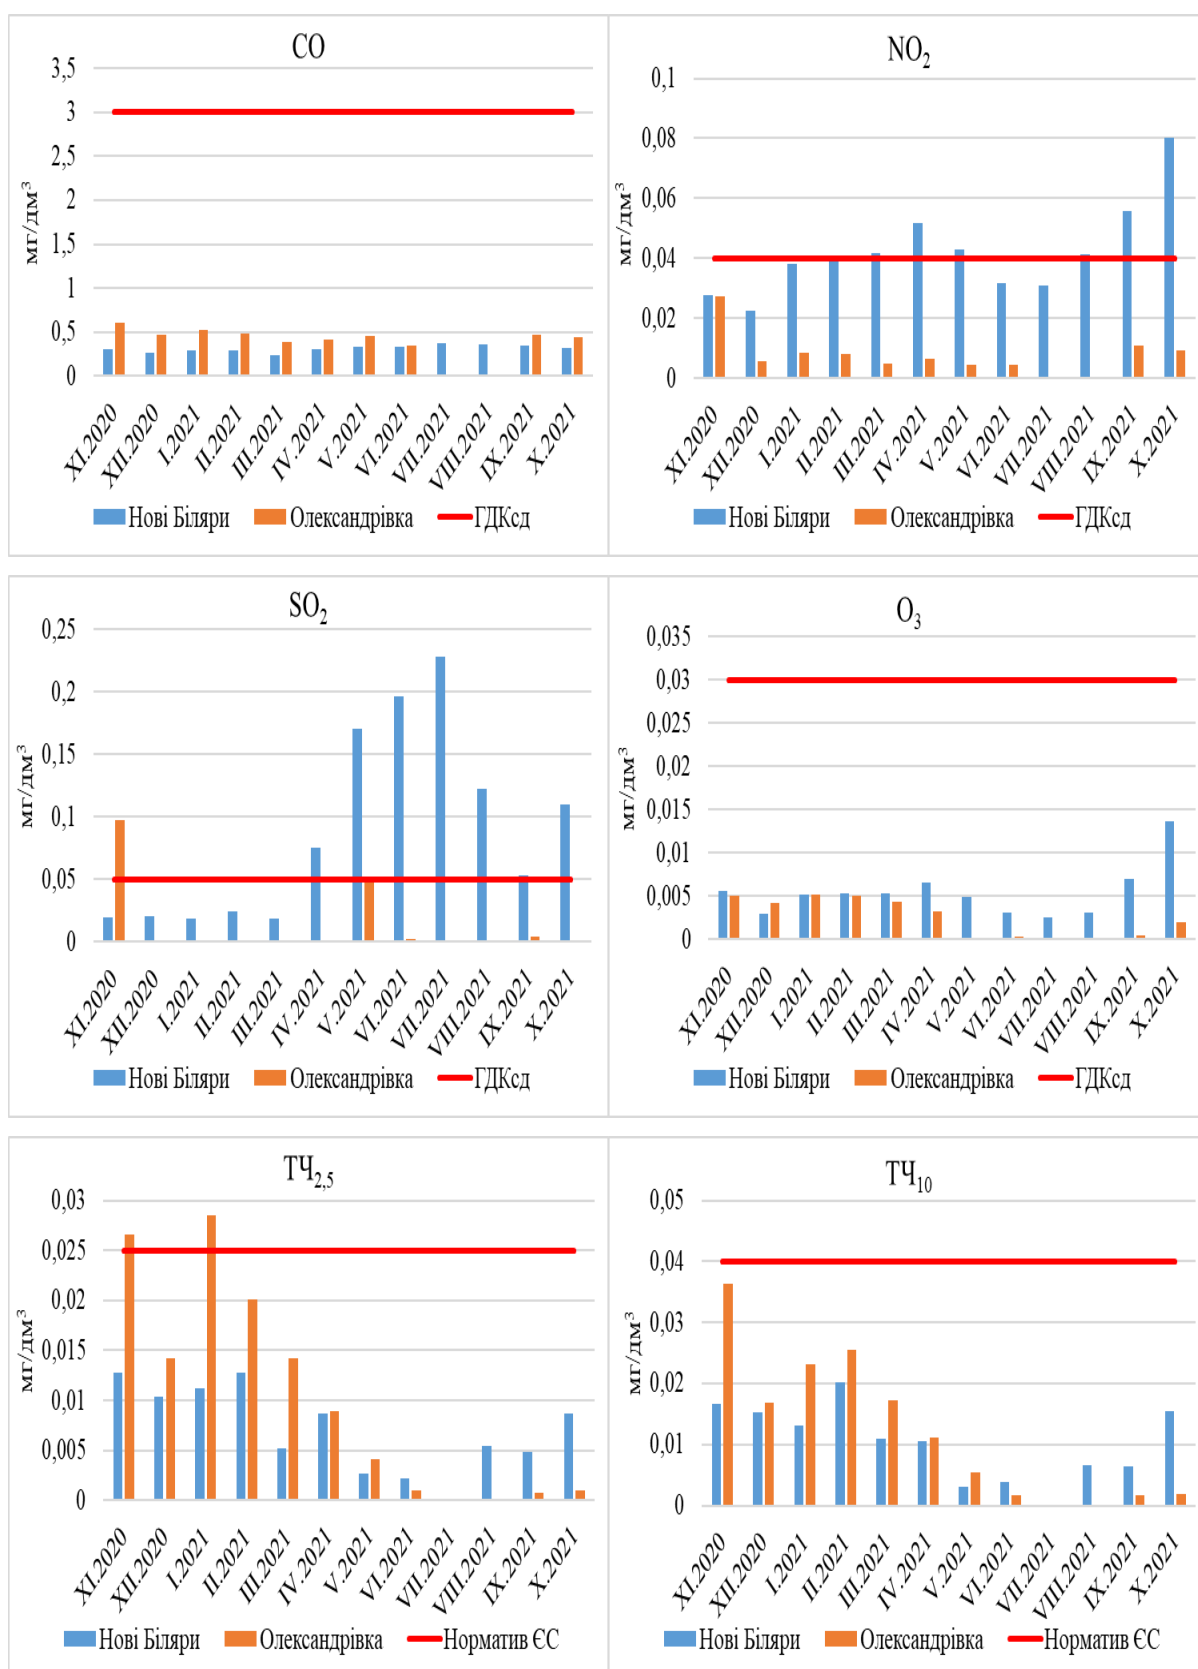 CO
3,5
3
2,5
2
1,5
1
0,5
0
мг/дм³
XI.2020
XII.2020
I.2021
II.2021
III.2021
IV.2021
V.2021
VI.2021
VII.2021
VIII.2021
IX.2021
X.2021
Нові Біляри Олександрівка ГДКсд
NO₂
0,1
0,08
0,06
0,04
0,02
0
мг/дм³
XI.2020
XII.2020
I.2021
II.2021
III.2021
IV.2021
V.2021
VI.2021
VII.2021
VIII.2021
IX.2021
X.2021
Нові Біляри Олександрівка ГДКсд
SO₂
0,25
0,2
0,15
0,1
0,05
0
мг/дм³
XI.2020
XII.2020
I.2021
II.2021
III.2021
IV.2021
V.2021
VI.2021
VII.2021
VIII.2021
IX.2021
X.2021
Нові Біляри Олександрівка ГДКсд
O₃
0,035
0,03
0,025
0,02
0,015
0,01
0,005
0
мг/дм³
XI.2020
XII.2020
I.2021
II.2021
III.2021
IV.2021
V.2021
VI.2021
VII.2021
VIII.2021
IX.2021
X.2021
Нові Біляри Олександрівка ГДКсд
ТЧ₂,₅
0,03
0,025
0,02
0,015
0,01
0,005
0
мг/дм³
XI.2020
XII.2020
I.2021
II.2021
III.2021
IV.2021
V.2021
VI.2021
VII.2021
VIII.2021
IX.2021
X.2021
Нові Біляри Олександрівка Норматив ЄС
ТЧ₁₀
0,05
0,04
0,03
0,02
0,01
0
мг/дм³
XI.2020
XII.2020
I.2021
II.2021
III.2021
IV.2021
V.2021
VI.2021
VII.2021
VIII.2021
IX.2021
X.2021
Нові Біляри Олександрівка Норматив ЄС